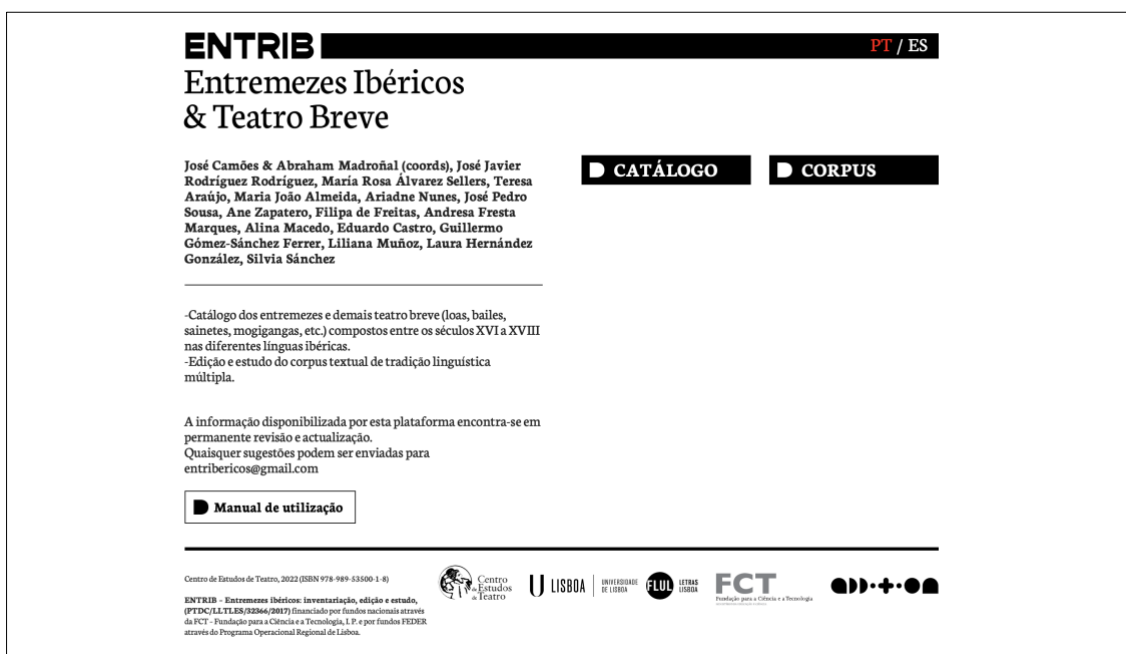 ENTRIB
PT / ES
Entremezes Ibéricos
& Teatro Breve
José Camões & Abraham Madroñal (coords), José Javier
Rodríguez Rodríguez, María Rosa Álvarez Sellers, Teresa
Araújo, Maria João Almeida, Ariadne Nunes, José Pedro
Sousa, Ane Zapatero, Filipa de Freitas, Andresa Fresta
Marques, Alina Macedo, Eduardo Castro, Guillermo
Gómez-Sánchez Ferrer, Liliana Muñoz, Laura Hernández
González, Silvia Sánchez
CATÁLOGO
CORPUS
-Catálogo dos entremezes e demais teatro breve (loas, bailes,
sainetes, mogigangas, etc.) compostos entre os séculos XVI a XVIII
nas diferentes línguas ibéricas.
-Edição e estudo do corpus textual de tradição linguística
múltipla.
A informação disponibilizada por esta plataforma encontra-se em
permanente revisão e actualização.
Quaisquer sugestões podem ser enviadas para
entribericos@gmail.com
Manual de utilização
Centro de Estudos de Teatro, 2022 (ISBN 978-989-53500-1-8)
ENTRIB – Entremezes ibéricos: inventariação, edição e estudo,
(PTDC/LLTLES/32366/2017) financiado por fundos nacionais através
da FCT – Fundação para a Ciência e a Tecnologia, I. P. e por fundos FEDER
através do Programa Operacional Regional de Lisboa.
Centro
de Estudos
de Teatro
U LISBOA
UNIVERSIDADE
DE LISBOA
FLUL
LETRAS
LISBOA
FCT
Fundação para a Ciência e a Tecnologia